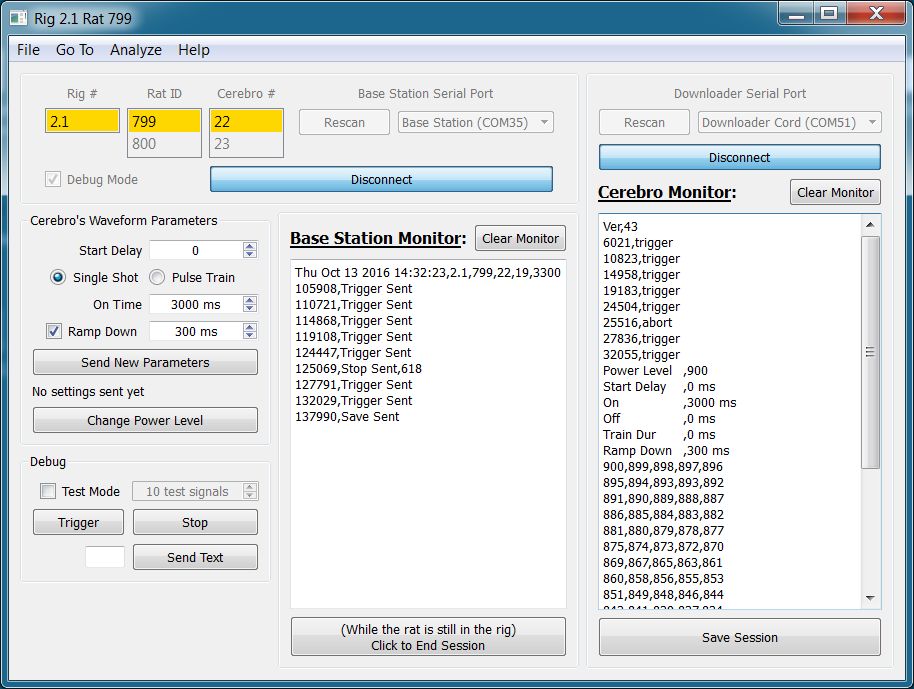 Rig 2.1 Rat 799
File Go To Analyze Help
Rig # Rat ID Cerebro # Base Station Serial Port
2.1 799 22 Rescan Base Station (COM35)
800 23
Debug Mode Disconnect
Downloader Serial Port
Rescan Downloader Cord (COM51)
Disconnect
Cerebro's Waveform Parameters
Start Delay 0
Single Shot Pulse Train
On Time 3000 ms
Ramp Down 300 ms
Send New Parameters
No settings sent yet
Change Power Level
Debug
Test Mode 10 test signals
Trigger Stop
Send Text
Base Station Monitor: Clear Monitor
Thu Oct 13 2016 14:32:23,2.1,799,22,19,3300
105908,Trigger Sent
110721,Trigger Sent
114868,Trigger Sent
119108,Trigger Sent
124447,Trigger Sent
125069,Stop Sent,618
127791,Trigger Sent
132029,Trigger Sent
137990,Save Sent
(While the rat is still in the rig)
Click to End Session
Cerebro Monitor: Clear Monitor
Ver,43
6021,trigger
10823,trigger
14958,trigger
19183,trigger
24504,trigger
25516,abort
27836,trigger
32055,trigger
Power Level ,900
Start Delay ,0 ms
On ,3000 ms
Off ,0 ms
Train Dur ,0 ms
Ramp Down ,300 ms
900,899,898,897,896
895,894,893,893,892
891,890,889,888,887
886,885,884,883,882
881,880,879,878,877
875,874,873,872,870
869,867,865,863,861
860,858,856,855,853
851,849,848,846,844
Save Session